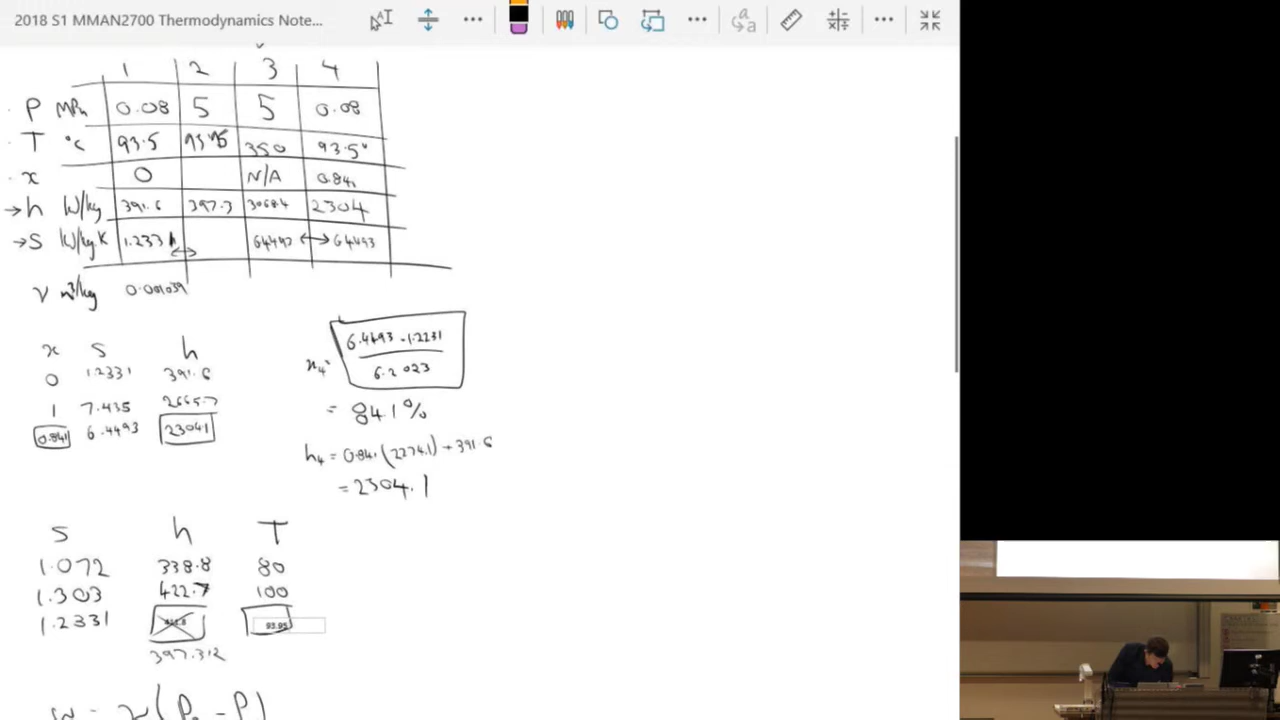 2018 S1 MMAN2700 Thermodynamics Note...
1 2 3 4
P MPa 0.08 5 5 0.08
T °C 93.5 93.95 350 93.5°
x 0 N/A 0.841
→h kJ/kg 391.6 397.3 3068.4 2304
→S kJ/kg.K 1.2331 ↔ 6.4493 ↔ 6.4493
v m³/kg 0.001039
x s h
0 1.2331 391.6
1 7.435 2665.7
0.841 6.4493 2304.1
x₄= 6.4493 - 1.2231
6.2023
= 84.1%
h₄ = 0.841(2274.1) + 391.6
= 2304.1
S h T
1.072 338.8 80
1.303 422.7 100
1.2331 93.95
397.312
w = v(P₂ - P)